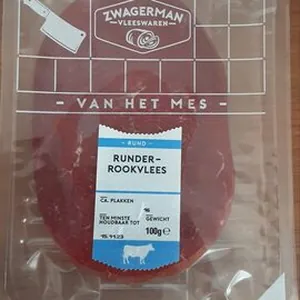 ZWAGERMAN
VLEESWAREN
- VAN HET MES -
- RUND -
RUNDER-
ROOKVLEES
CA. PLAKKEN
TEN MINSTE
HOUDBAAR TOT
GEWICHT
100g e